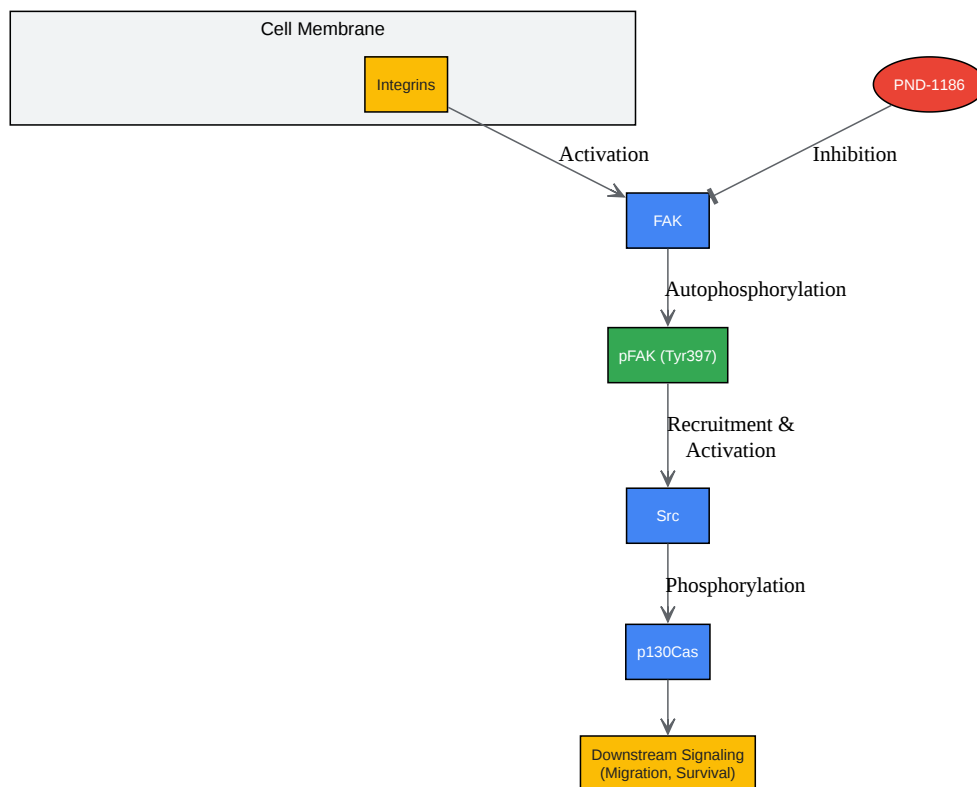 Cell Membrane
Integrins
PND-1186
Activation
Inhibition
FAK
Autophosphorylation
pFAK (Tyr397)
Recruitment &
Activation
Src
Phosphorylation
p130Cas
Downstream Signaling
(Migration, Survival)